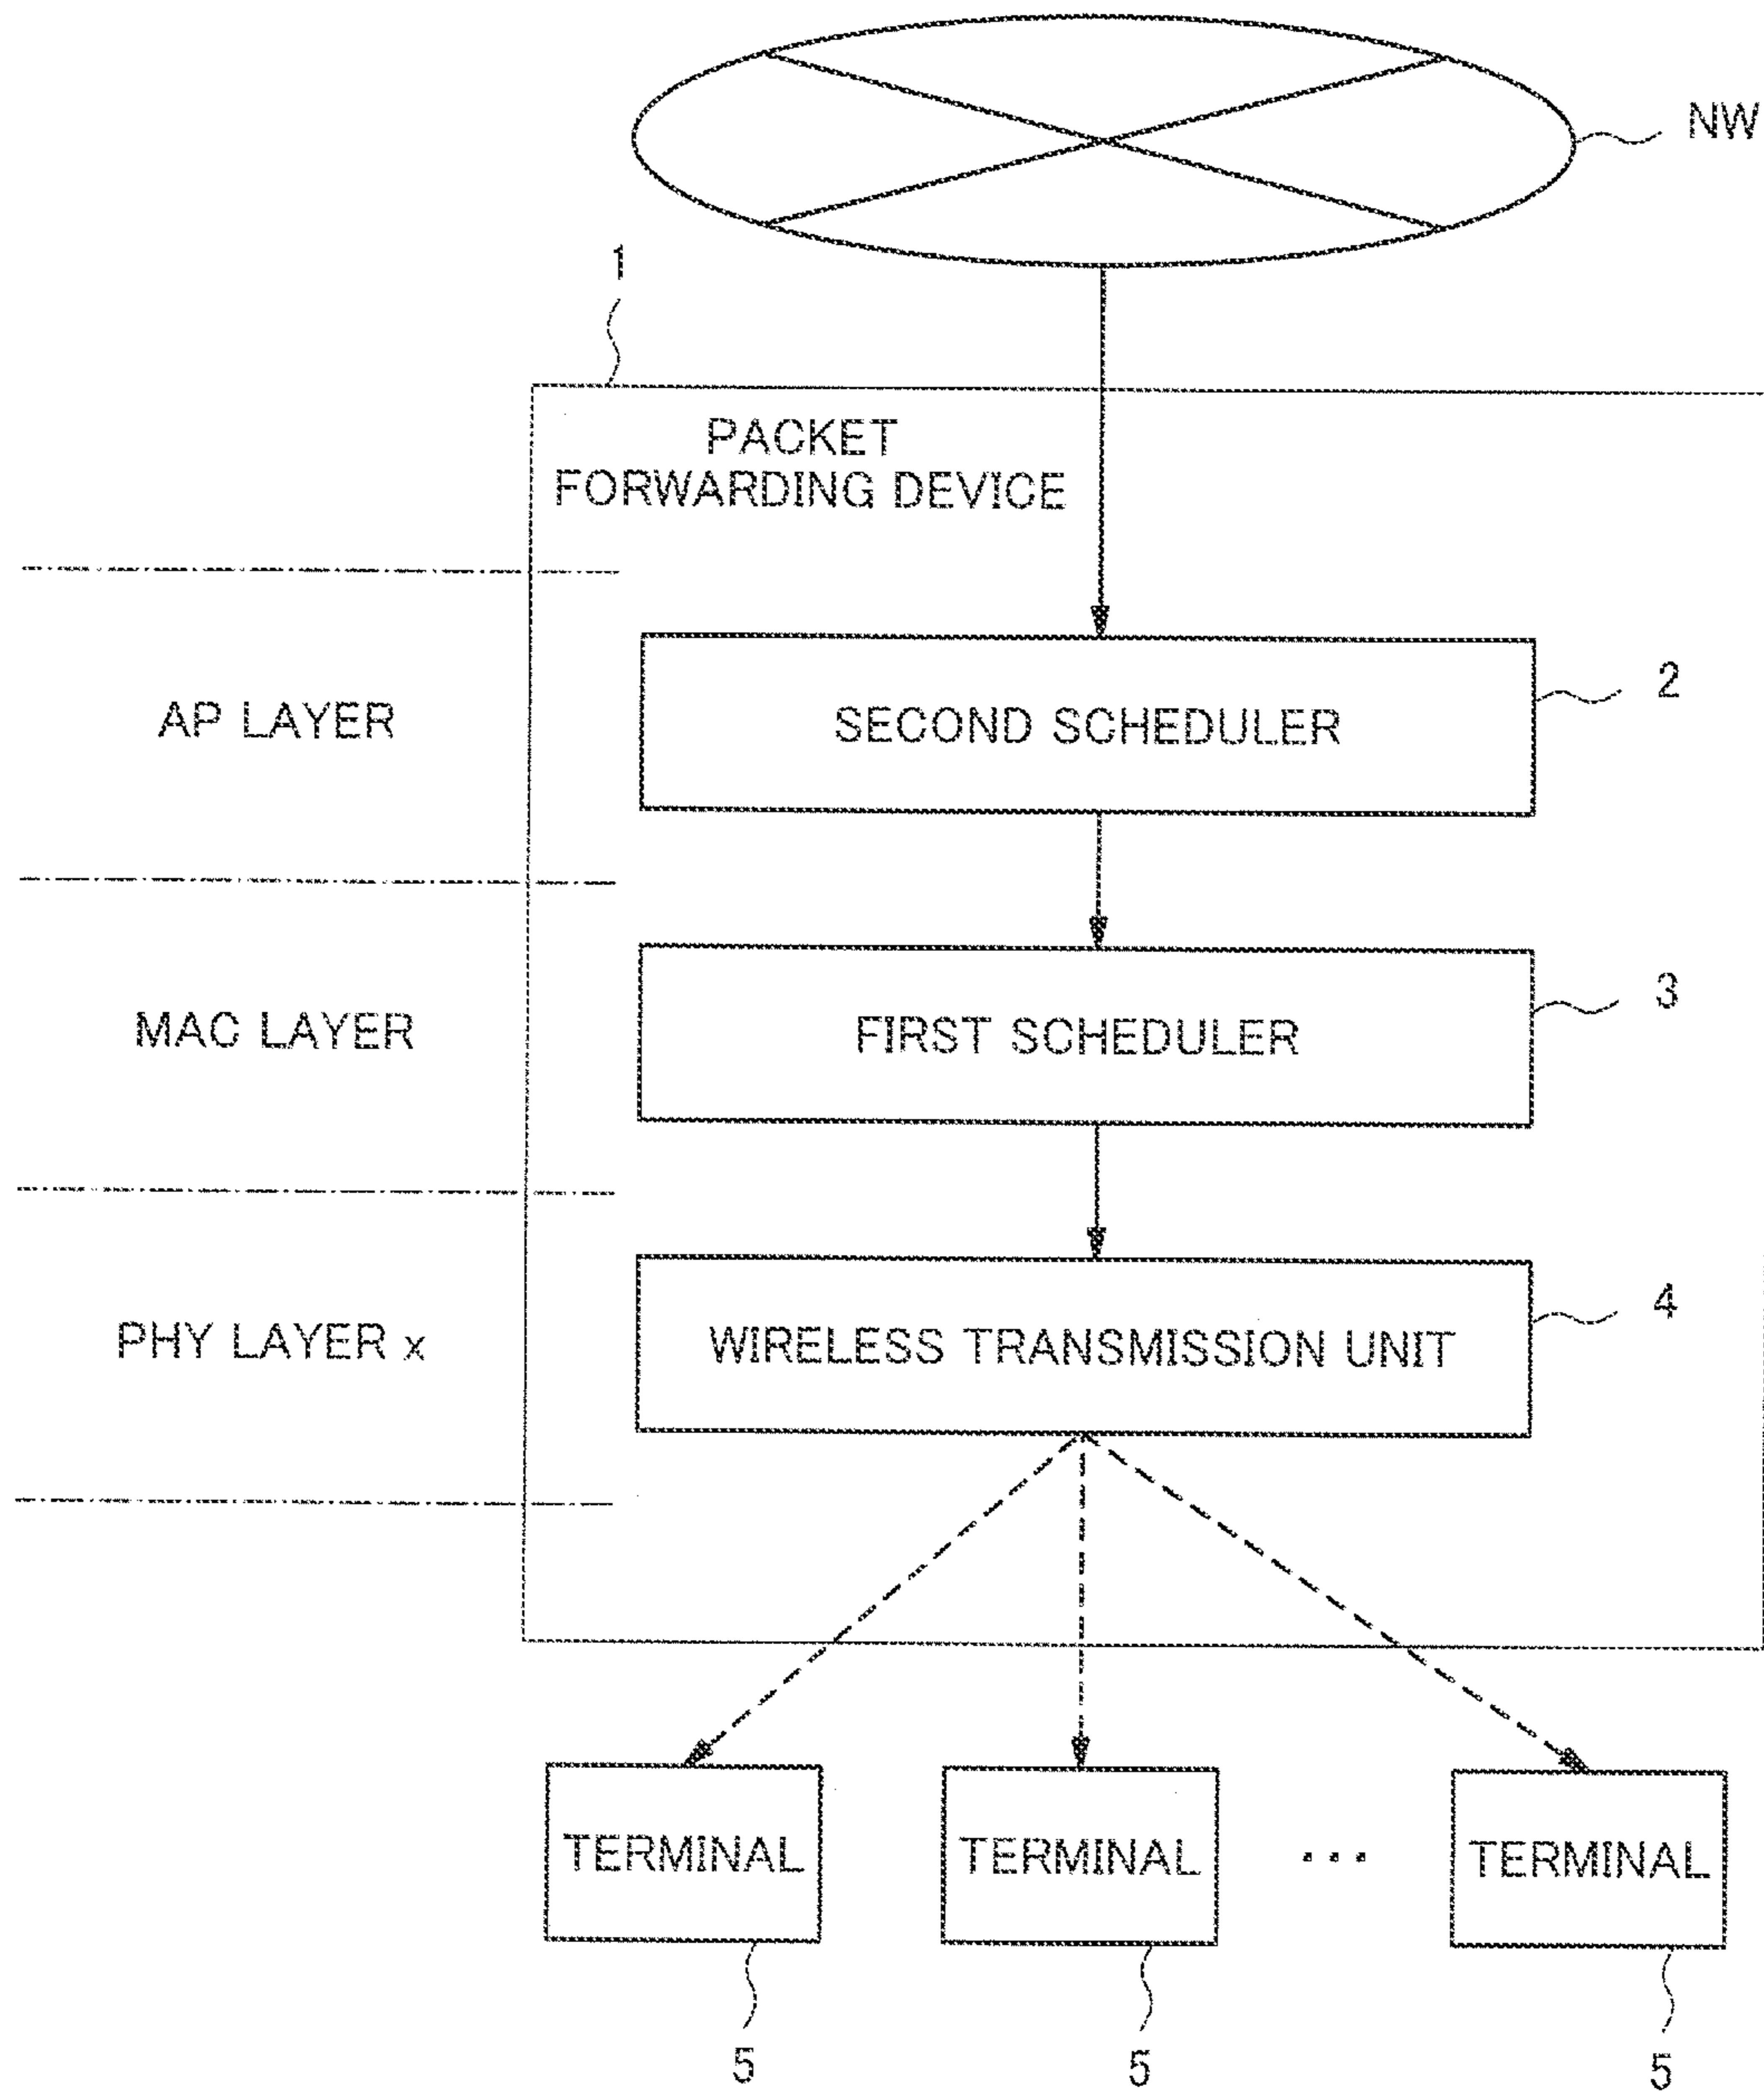 NW
1
PACKET
FORWARDING DEVICE
AP LAYER
SECOND SCHEDULER
2
MAC LAYER
FIRST SCHEDULER
3
PHY LAYER x
WIRELESS TRANSMISSION UNIT
4
TERMINAL
TERMINAL
...
TERMINAL
5
5
5